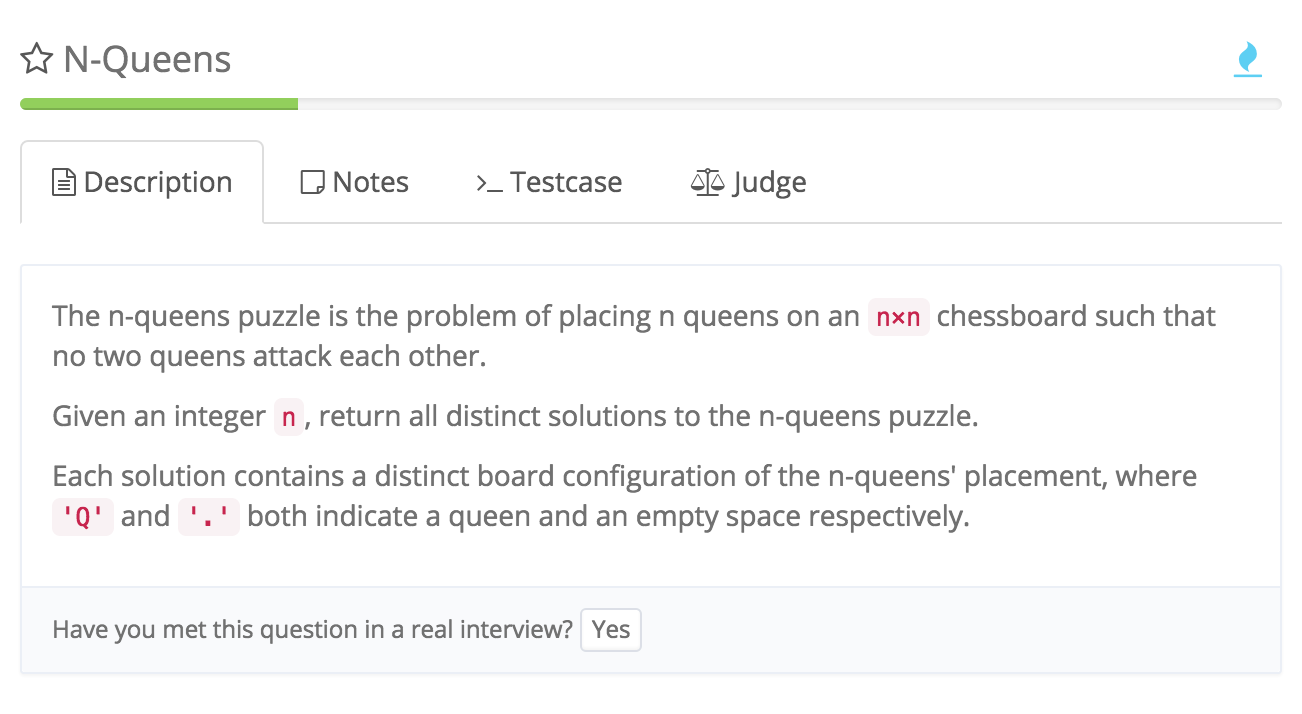 N-Queens
Description Notes >_ Testcase Judge
The n-queens puzzle is the problem of placing n queens on an n×n chessboard such that
no two queens attack each other.
Given an integer n, return all distinct solutions to the n-queens puzzle.
Each solution contains a distinct board configuration of the n-queens' placement, where
'Q' and '.' both indicate a queen and an empty space respectively.
Have you met this question in a real interview? Yes